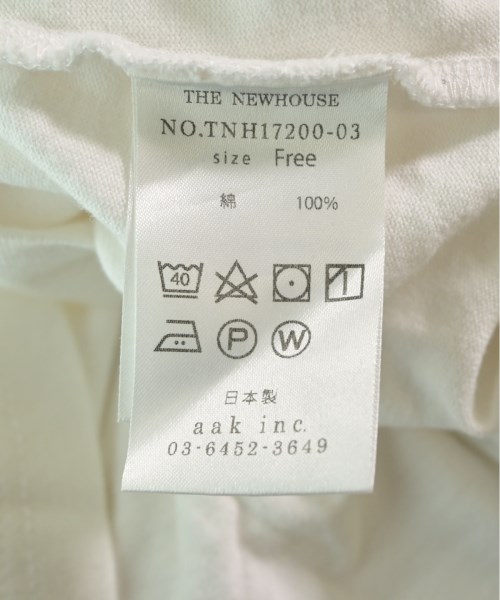 THE NEWHOUSE
NO.TNH17200-03
size Free
綿 100%
40
P W
日本製
aak inc.
03-6452-3649